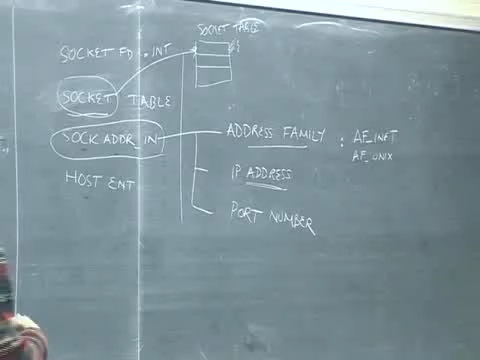 SOCKET TABLE
SOCKET FD : INT
SOCKET TABLE
SOCK ADDR_IN
ADDRESS FAMILY : AF_INET
AF_UNIX
HOST ENT
IP ADDRESS
PORT NUMBER